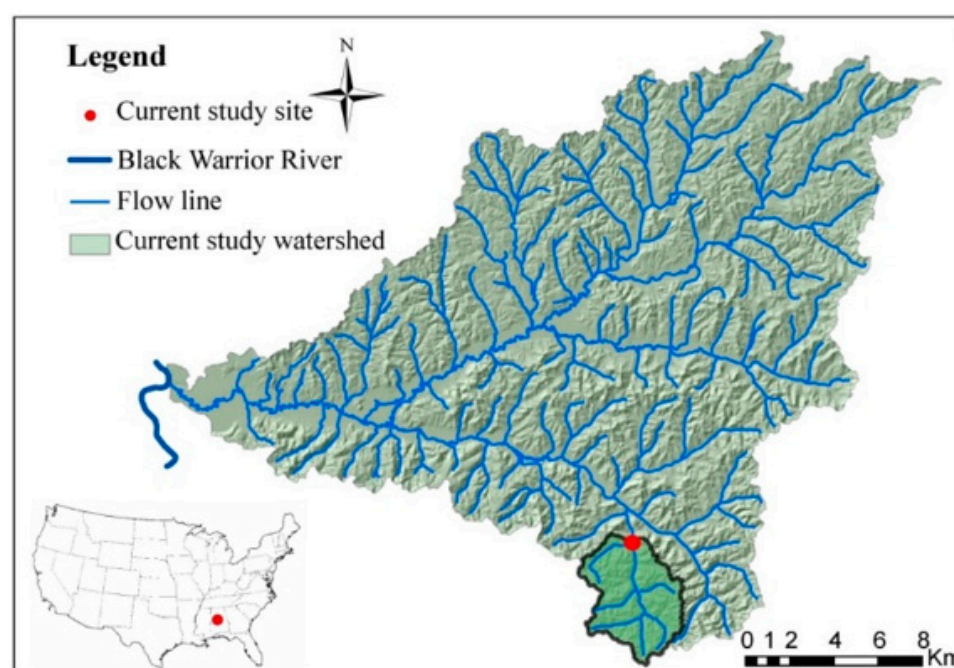 Legend
N
Current study site
Black Warrior River
Flow line
Current study watershed
0 1 2 4 6 8
Km